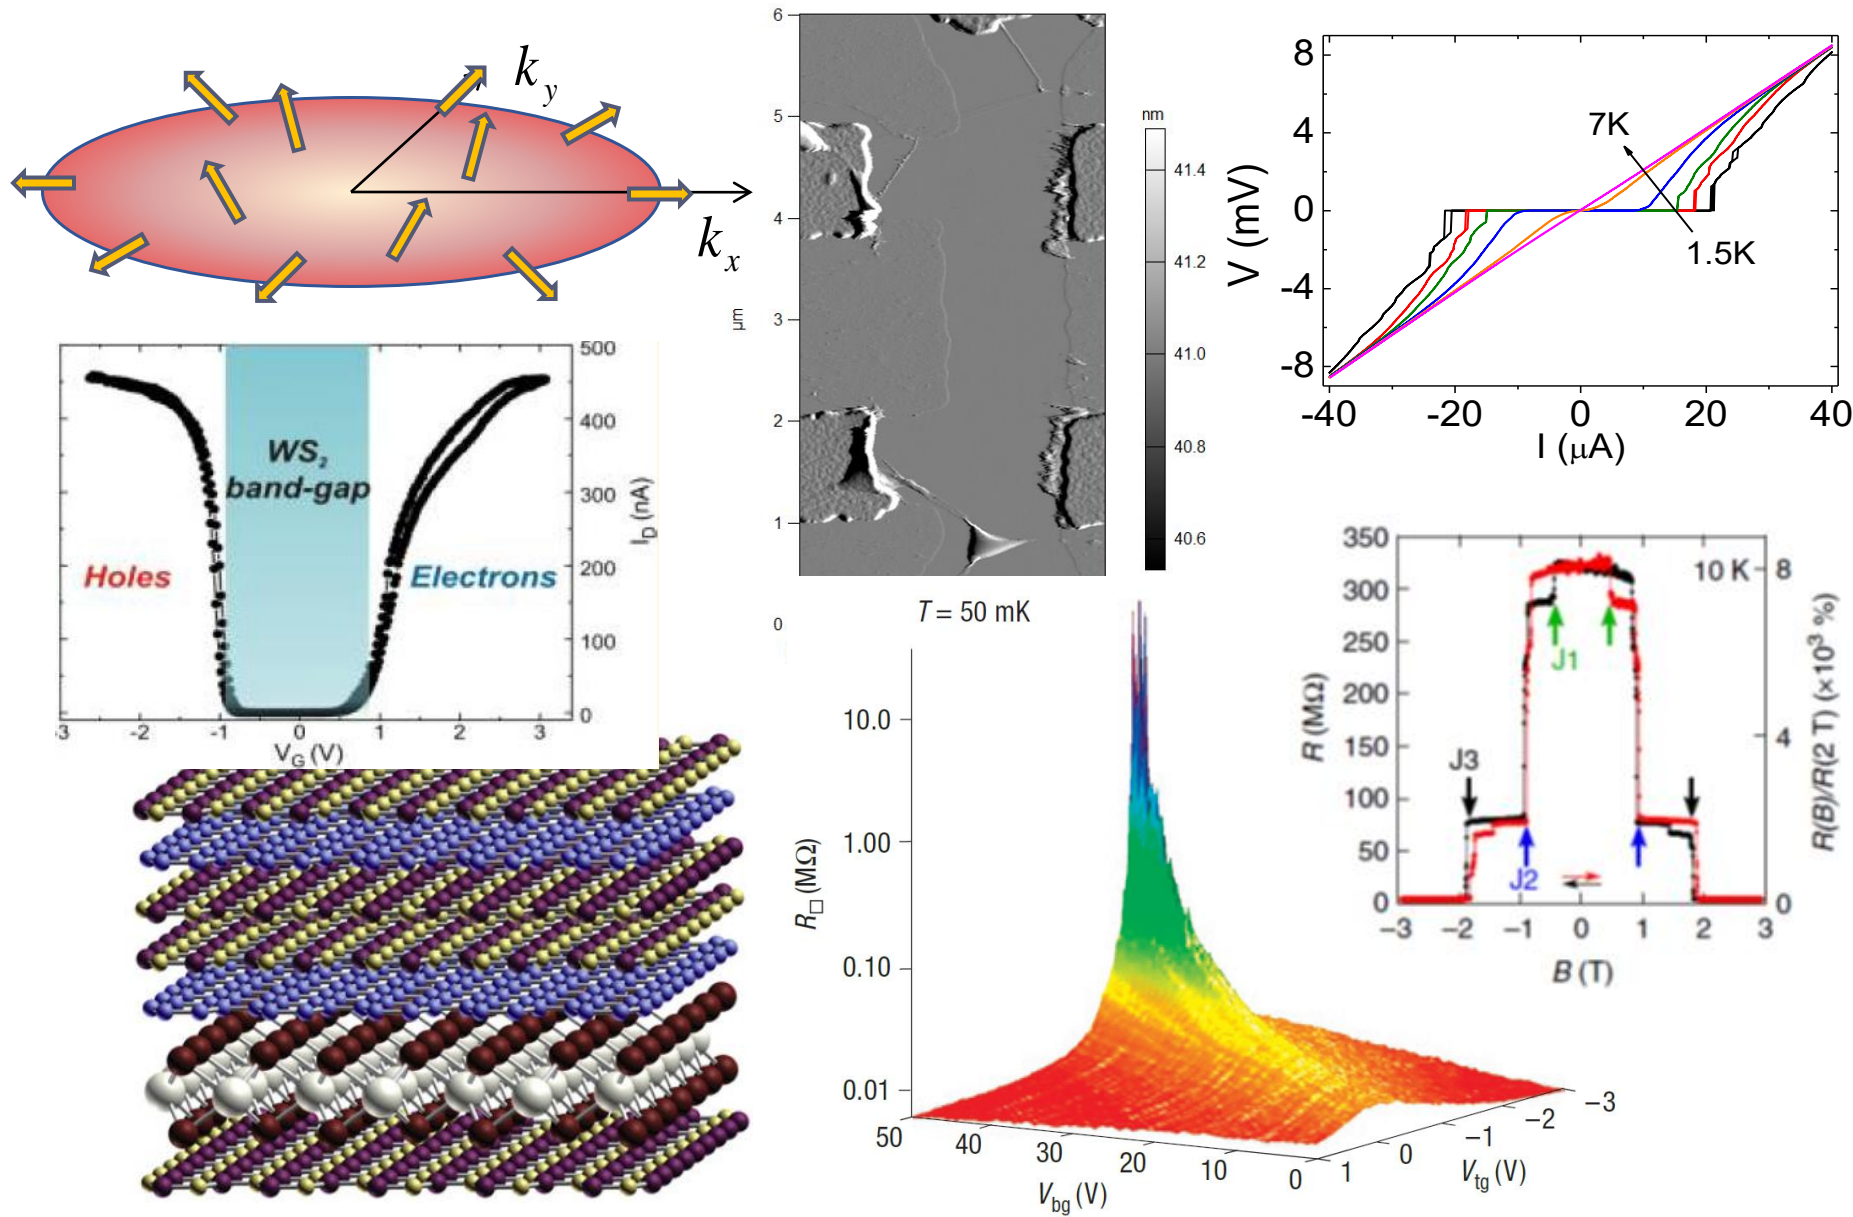 k_y
k_x
6
5
4
3
2
1
0
μm
nm
41.4
41.2
41.0
40.8
40.6
8
4
0
-4
-8
V (mV)
7K
1.5K
-40 -20 0 20 40
I (μA)
WS2
band-gap
Holes
Electrons
500
400
300
200
100
0
I_D (nA)
-3 -2 -1 0 1 2 3
V_G (V)
T = 50 mK
10.0
1.00
0.10
0.01
R□ (MΩ)
50 40 30 20 10 0
V_bg (V)
1 0 −1 −2 −3
V_tg (V)
350
300
250
200
150
100
50
0
R (MΩ)
10 K
J1
J3
J2
8
4
0
R(B)/R(2 T) (×10³ %)
−3 −2 −1 0 1 2 3
B (T)